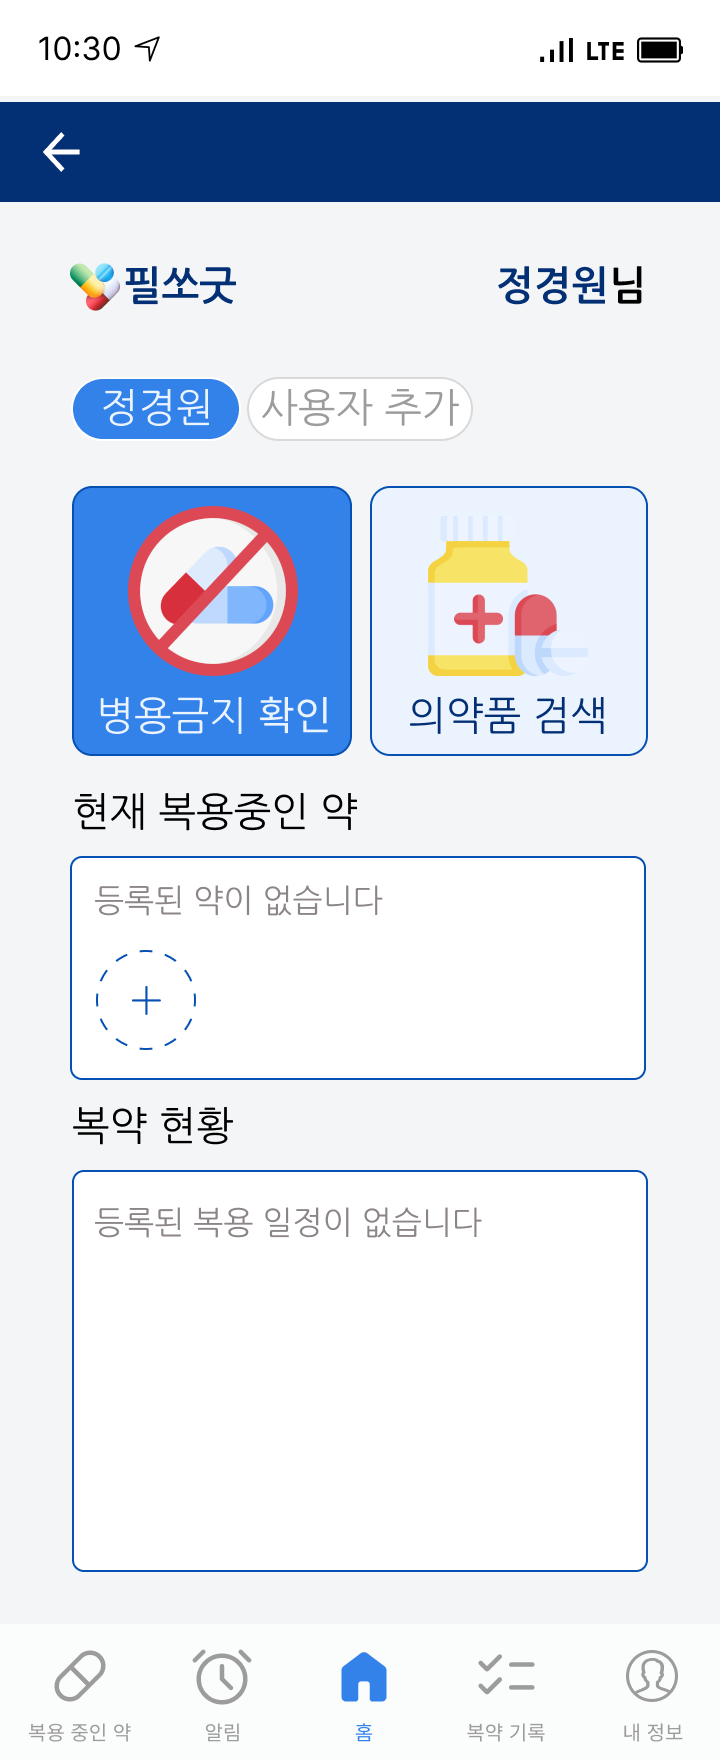 10:30 LTE
필쏘굿 정경원님
정경원 사용자 추가
병용금지 확인 의약품 검색
현재 복용중인 약
등록된 약이 없습니다
복약 현황
등록된 복용 일정이 없습니다
복용 중인 약 알림 홈 복약 기록 내 정보